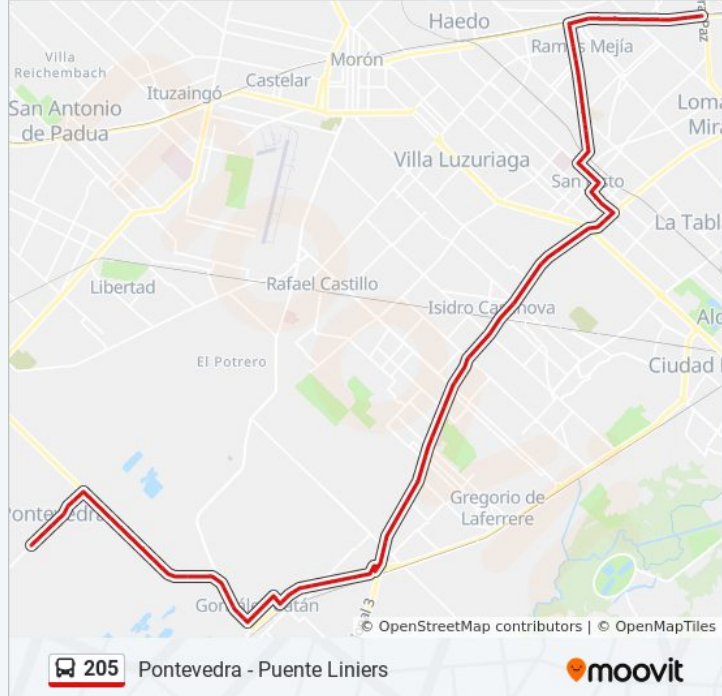 Haedo
Ramos Mejía
Morón
Villa
Reichembach
Castelar
Ituzaingó
San Antonio
de Padua
Loma
Mira
Villa Luzuriaga
San Justo
La Tabl
Rafael Castillo
Libertad
Isidro Casanova
Ald
El Potrero
Ciudad
Gregorio de
Laferrere
Pontevedra
González Catán
al 3
© OpenStreetMap contributors | © OpenMapTiles
205 Pontevedra - Puente Liniers
moovit